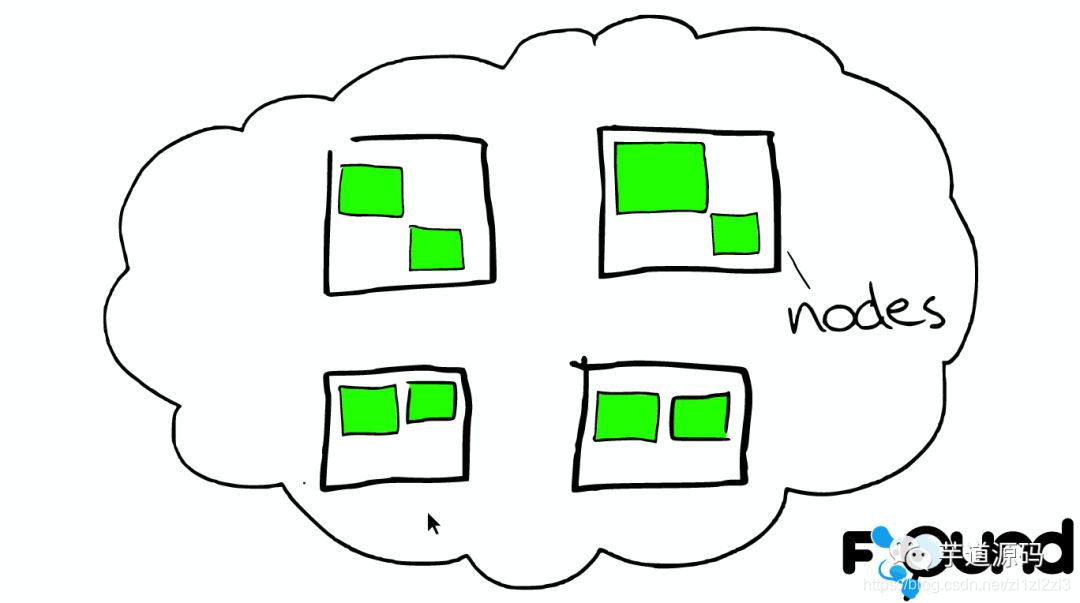 nodes
Found
芋道源码
https://blog.csdn.net/zl1zl2zl3